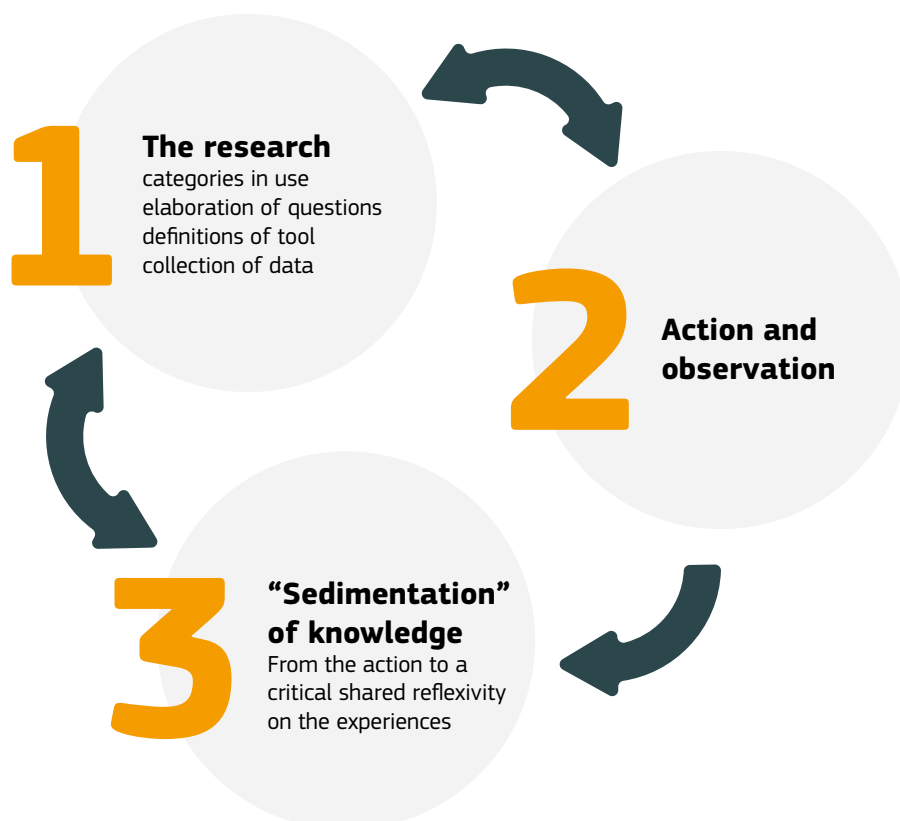 1
The research
categories in use
elaboration of questions
definitions of tool
collection of data
2
Action and
observation
3
“Sedimentation”
of knowledge
From the action to a
critical shared reflexivity
on the experiences